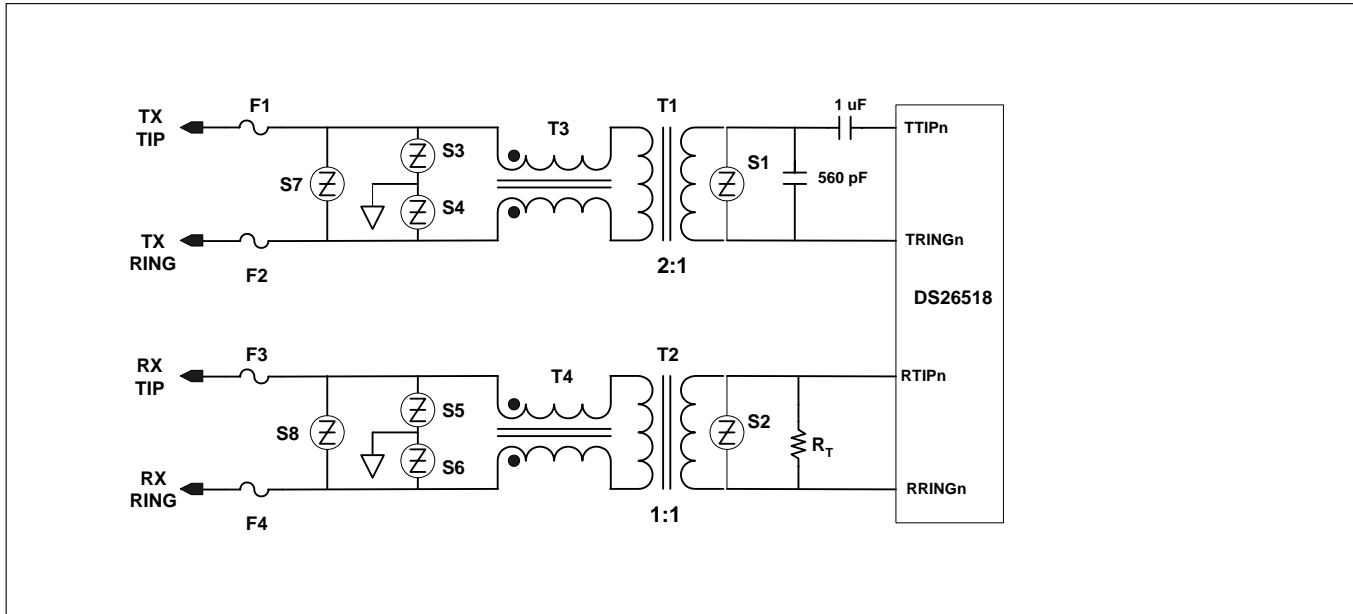 F1
TX
TIP
T3
T1
1 uF
TTIPn
S3
S7
S4
S1
560 pF
TX
RING
F2
2:1
TRINGn
DS26518
F3
RX
TIP
T4
T2
RTIPn
S5
S8
S6
S2
RT
RX
RING
F4
1:1
RRINGn